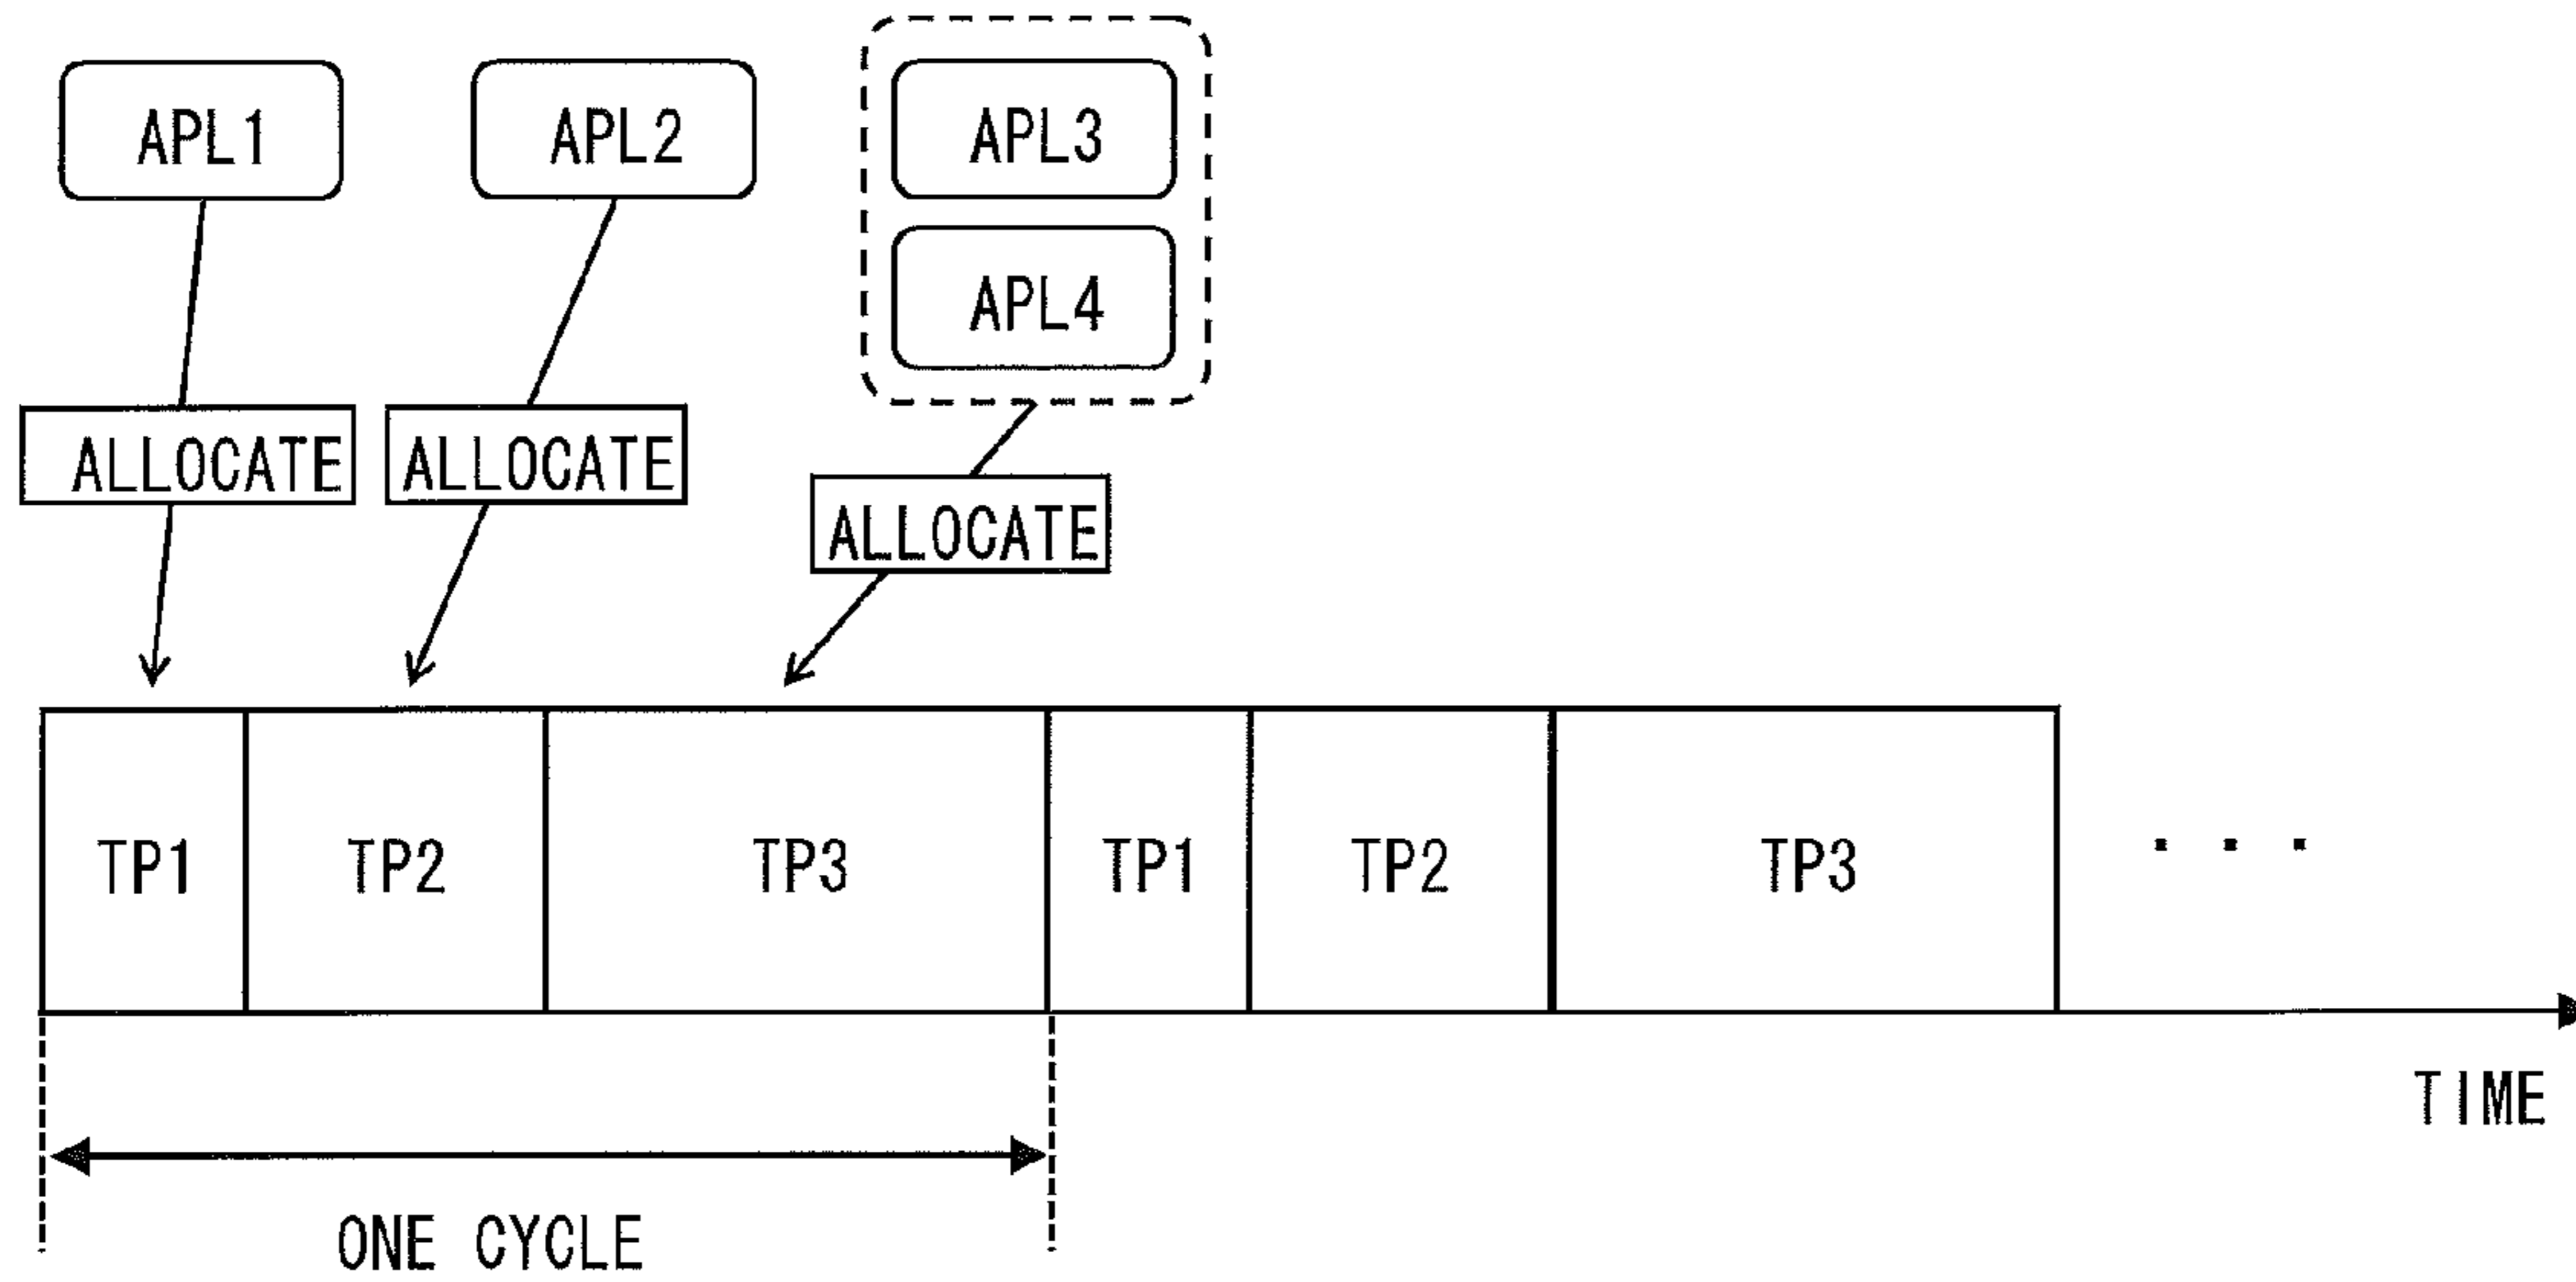 APL1
APL2
APL3
APL4
ALLOCATE
ALLOCATE
ALLOCATE
TP1
TP2
TP3
TP1
TP2
TP3
. . .
TIME
ONE CYCLE